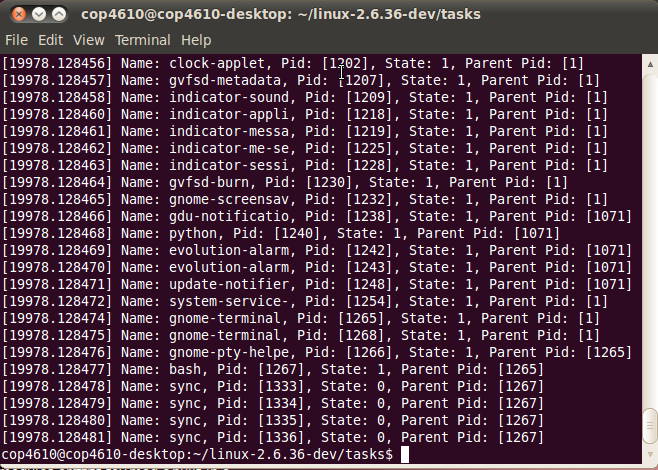 cop4610@cop4610-desktop: ~/linux-2.6.36-dev/tasks
File Edit View Terminal Help
[19978.128456] Name: clock-applet, Pid: [1202], State: 1, Parent Pid: [1]
[19978.128457] Name: gvfsd-metadata, Pid: [1207], State: 1, Parent Pid: [1]
[19978.128458] Name: indicator-sound, Pid: [1209], State: 1, Parent Pid: [1]
[19978.128460] Name: indicator-appli, Pid: [1218], State: 1, Parent Pid: [1]
[19978.128461] Name: indicator-messa, Pid: [1219], State: 1, Parent Pid: [1]
[19978.128462] Name: indicator-me-se, Pid: [1225], State: 1, Parent Pid: [1]
[19978.128463] Name: indicator-sessi, Pid: [1228], State: 1, Parent Pid: [1]
[19978.128464] Name: gvfsd-burn, Pid: [1230], State: 1, Parent Pid: [1]
[19978.128465] Name: gnome-screensav, Pid: [1232], State: 1, Parent Pid: [1]
[19978.128466] Name: gdu-notificatio, Pid: [1238], State: 1, Parent Pid: [1071]
[19978.128468] Name: python, Pid: [1240], State: 1, Parent Pid: [1071]
[19978.128469] Name: evolution-alarm, Pid: [1242], State: 1, Parent Pid: [1071]
[19978.128470] Name: evolution-alarm, Pid: [1243], State: 1, Parent Pid: [1071]
[19978.128471] Name: update-notifier, Pid: [1248], State: 1, Parent Pid: [1071]
[19978.128472] Name: system-service-, Pid: [1254], State: 1, Parent Pid: [1]
[19978.128474] Name: gnome-terminal, Pid: [1265], State: 1, Parent Pid: [1]
[19978.128475] Name: gnome-terminal, Pid: [1268], State: 1, Parent Pid: [1]
[19978.128476] Name: gnome-pty-helpe, Pid: [1266], State: 1, Parent Pid: [1265]
[19978.128477] Name: bash, Pid: [1267], State: 1, Parent Pid: [1265]
[19978.128478] Name: sync, Pid: [1333], State: 0, Parent Pid: [1267]
[19978.128479] Name: sync, Pid: [1334], State: 0, Parent Pid: [1267]
[19978.128480] Name: sync, Pid: [1335], State: 0, Parent Pid: [1267]
[19978.128481] Name: sync, Pid: [1336], State: 0, Parent Pid: [1267]
cop4610@cop4610-desktop:~/linux-2.6.36-dev/tasks$